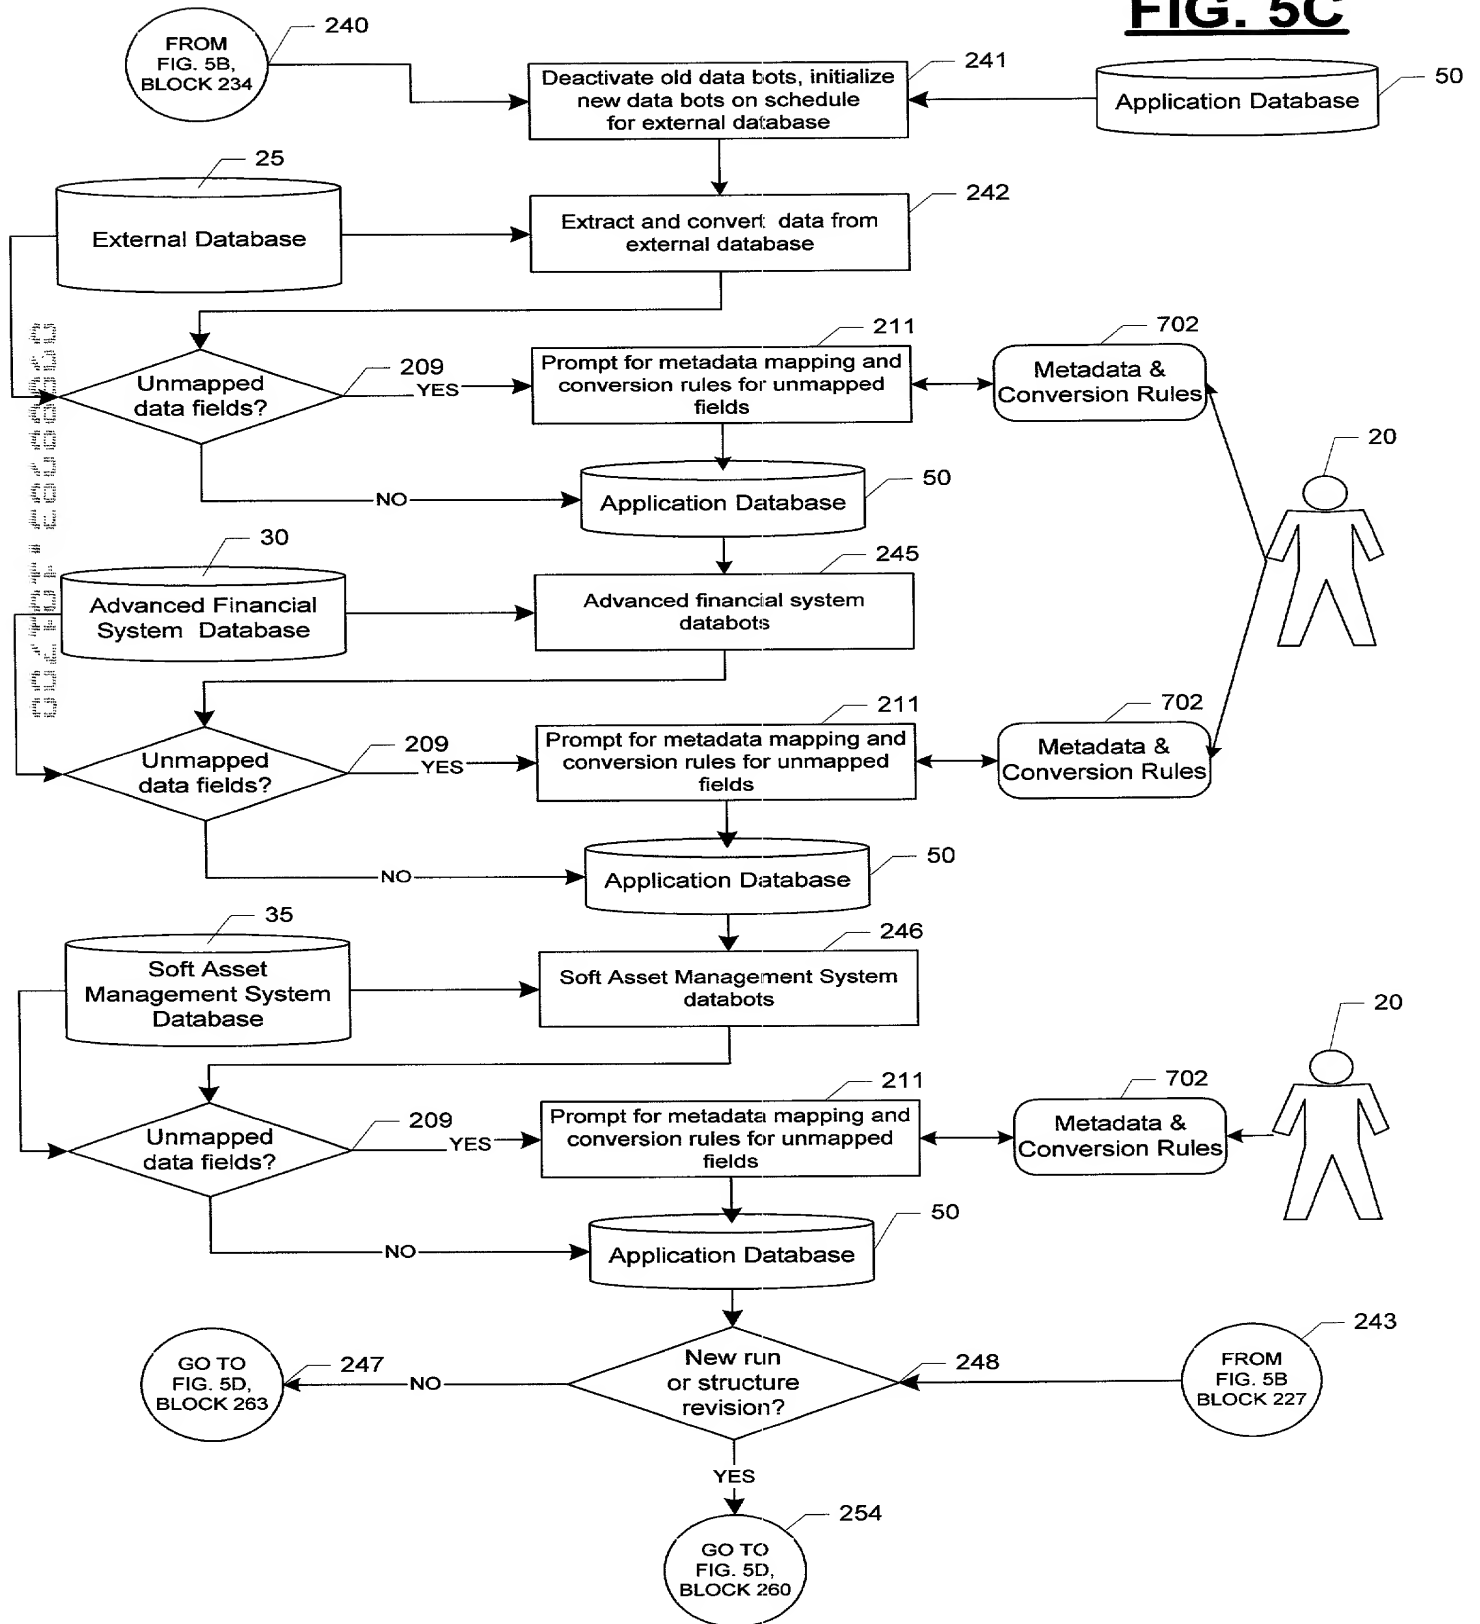 FIG. 5C
240
FROM
FIG. 5B,
BLOCK 234
241
Deactivate old data bots, initialize
new data bots on schedule
for external database
50
Application Database
25
External Database
242
Extract and convert data from
external database
209
Unmapped
data fields?
YES
211
Prompt for metadata mapping and
conversion rules for unmapped
fields
702
Metadata &
Conversion Rules
20
NO
50
Application Database
30
Advanced Financial
System Database
245
Advanced financial system
databots
209
Unmapped
data fields?
YES
211
Prompt for metadata mapping and
conversion rules for unmapped
fields
702
Metadata &
Conversion Rules
NO
50
Application Database
35
Soft Asset
Management System
Database
246
Soft Asset Management System
databots
20
209
Unmapped
data fields?
YES
211
Prompt for metadata mapping and
conversion rules for unmapped
fields
702
Metadata &
Conversion Rules
NO
50
Application Database
247
GO TO
FIG. 5D,
BLOCK 263
NO
248
New run
or structure
revision?
243
FROM
FIG. 5B
BLOCK 227
YES
254
GO TO
FIG. 5D,
BLOCK 260